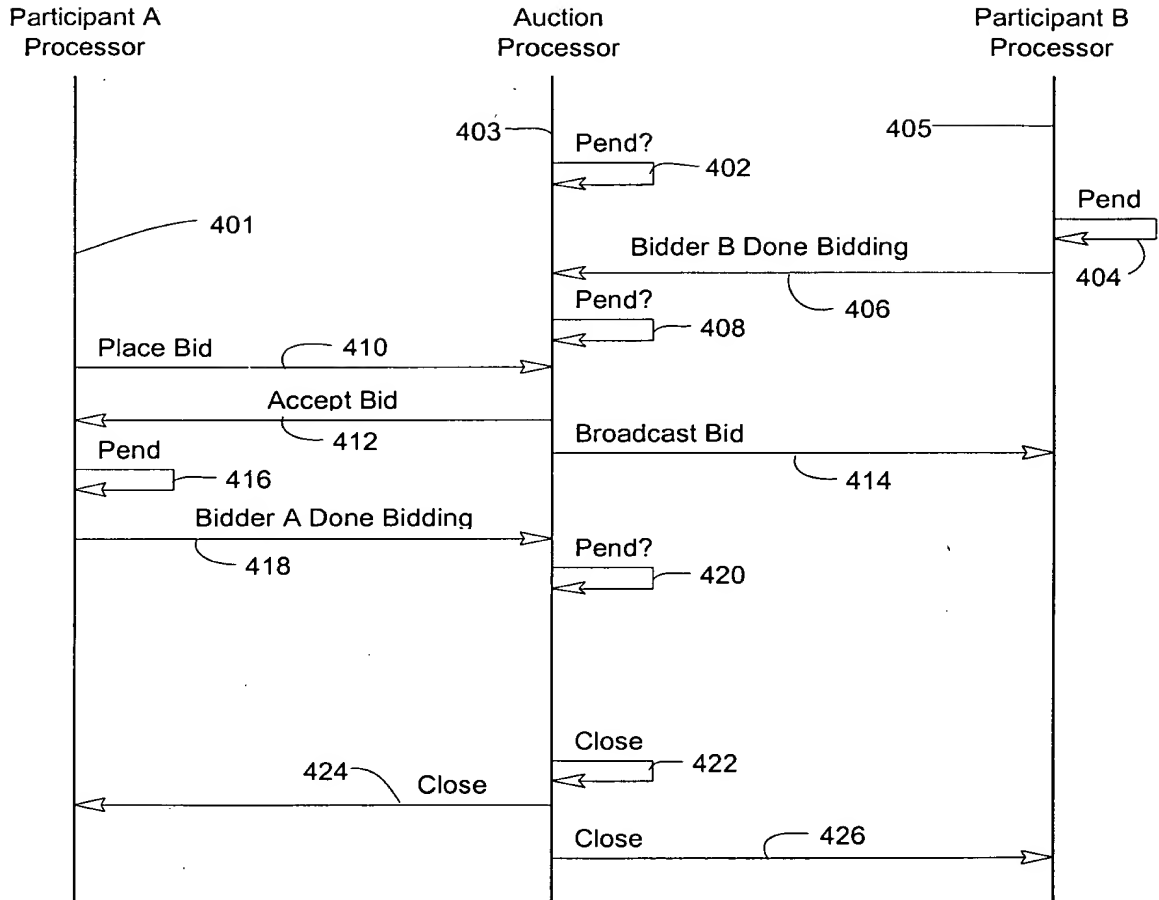 Participant A
Processor
Auction
Processor
Participant B
Processor
403
405
Pend?
402
Pend
401
Bidder B Done Bidding
404
406
Pend?
408
Place Bid
410
Accept Bid
412
Broadcast Bid
414
Pend
416
Bidder A Done Bidding
418
Pend?
420
Close
422
424
Close
Close
426